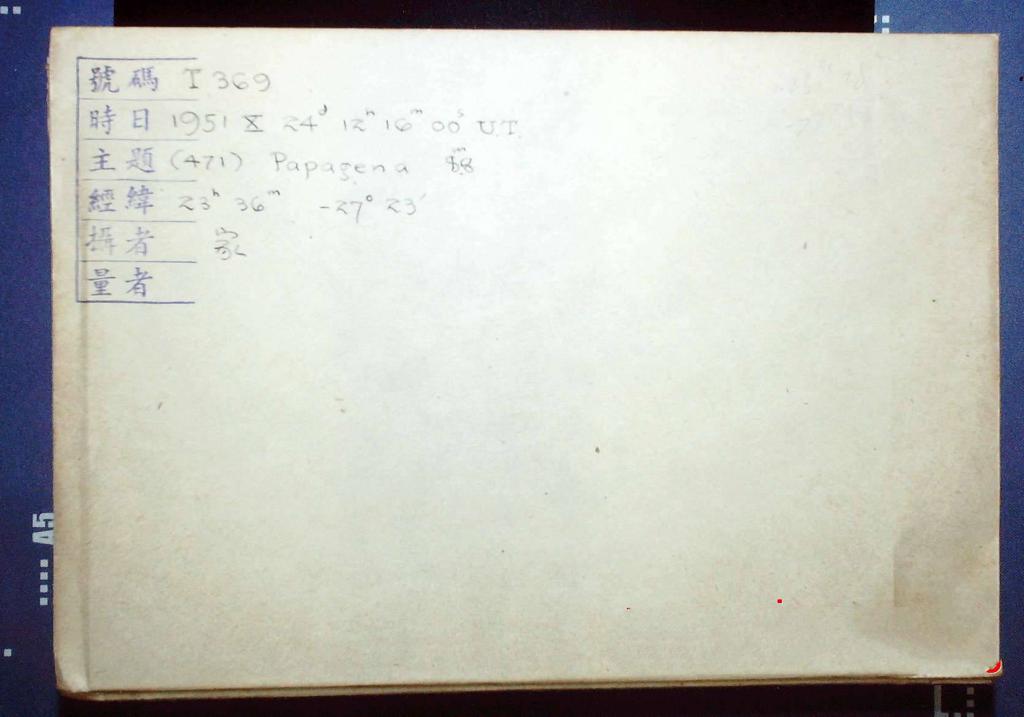 號碼 I 369
時日 1951 X 24ᵈ 12ʰ 16ᵐ 00ˢ U.T.
主題 (471) Papagena
經緯 23ʰ 36ᵐ -27° 23′
攝者 家
量者
A5